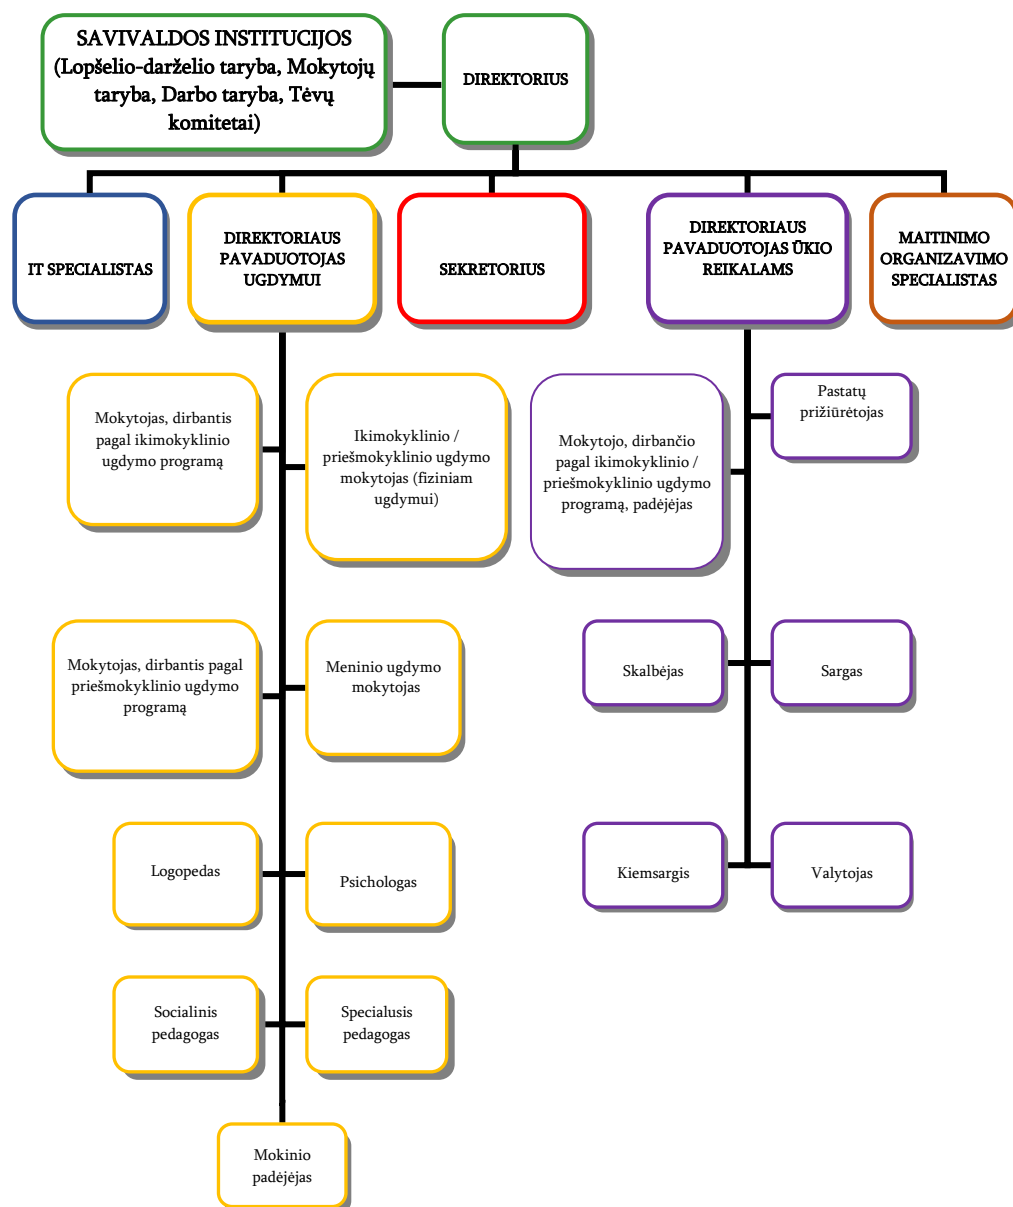 SAVIVALDOS INSTITUCIJOS
(Lopšelio-darželio taryba, Mokytojų
taryba, Darbo taryba, Tėvų
komitetai)
DIREKTORIUS
IT SPECIALISTAS
DIREKTORIAUS
PAVADUOTOJAS
UGDYMUI
SEKRETORIUS
DIREKTORIAUS
PAVADUOTOJAS ŪKIO
REIKALAMS
MAITINIMO
ORGANIZAVIMO
SPECIALISTAS
Mokytojas, dirbantis
pagal ikimokyklinio
ugdymo programą
Ikimokyklinio /
priešmokyklinio ugdymo
mokytojas (fiziniam
ugdymui)
Mokytojo, dirbančio
pagal ikimokyklinio /
priešmokyklinio ugdymo
programą, padėjėjas
Pastatų
prižiūrėtojas
Mokytojas, dirbantis pagal
priešmokyklinio ugdymo
programą
Meninio ugdymo
mokytojas
Skalbėjas
Sargas
Logopedas
Psichologas
Kiemsargis
Valytojas
Socialinis
pedagogas
Specialusis
pedagogas
Mokinio
padėjėjas